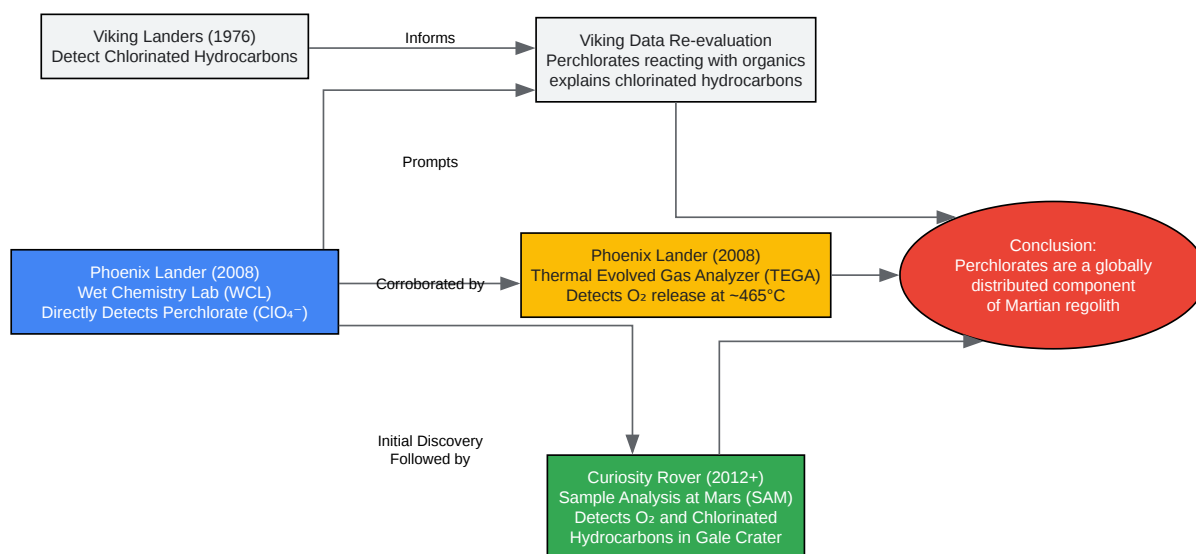 Viking Landers (1976)
Detect Chlorinated Hydrocarbons
Informs
Viking Data Re-evaluation
Perchlorates reacting with organics
explains chlorinated hydrocarbons
Prompts
Phoenix Lander (2008)
Wet Chemistry Lab (WCL)
Directly Detects Perchlorate (ClO₄⁻)
Corroborated by
Phoenix Lander (2008)
Thermal Evolved Gas Analyzer (TEGA)
Detects O₂ release at ~465°C
Conclusion:
Perchlorates are a globally
distributed component
of Martian regolith
Initial Discovery
Followed by
Curiosity Rover (2012+)
Sample Analysis at Mars (SAM)
Detects O₂ and Chlorinated
Hydrocarbons in Gale Crater